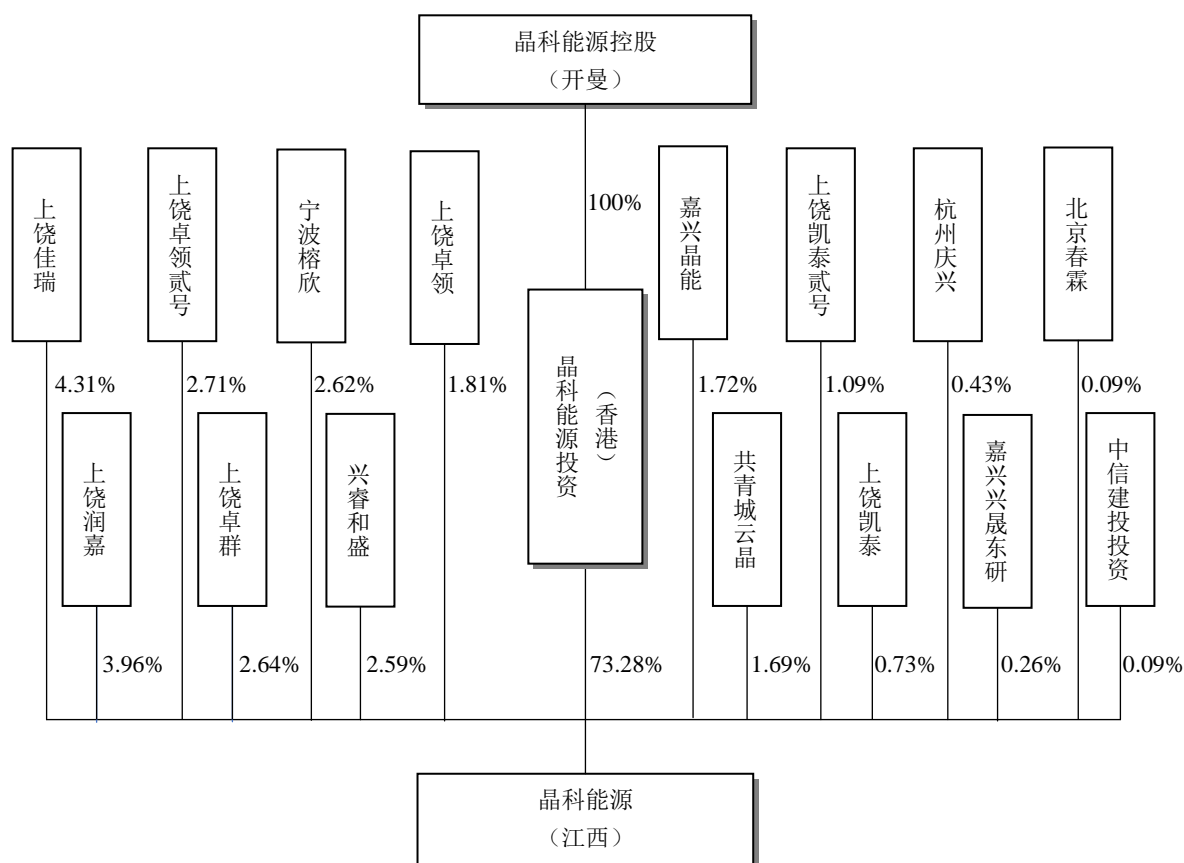 晶科能源控股
（开曼）
100%
上饶佳瑞
上饶卓领贰号
宁波榕欣
上饶卓领
嘉兴晶能
上饶凯泰贰号
杭州庆兴
北京春霖
晶科能源投资
（香港）
4.31%
2.71%
2.62%
1.81%
1.72%
1.09%
0.43%
0.09%
上饶润嘉
上饶卓群
兴睿和盛
共青城云晶
上饶凯泰
嘉兴兴晟东研
中信建投投资
3.96%
2.64%
2.59%
73.28%
1.69%
0.73%
0.26%
0.09%
晶科能源
（江西）